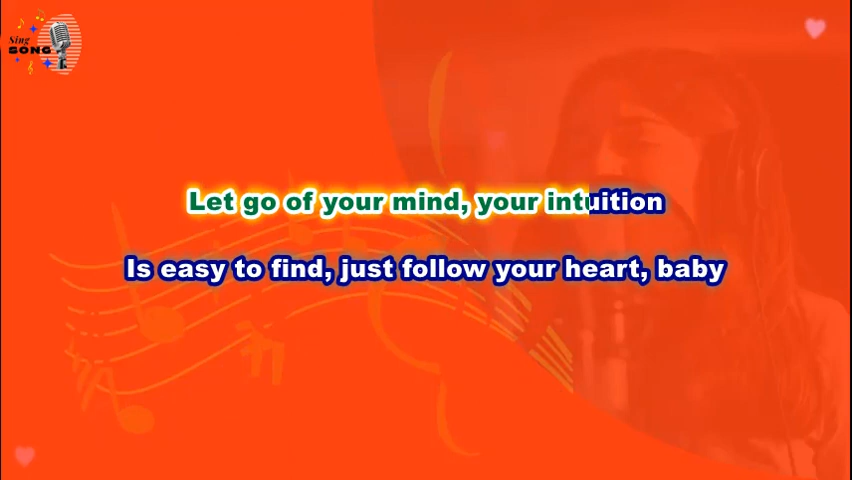 Sing
SONG
Let go of your mind, your intuition
Is easy to find, just follow your heart, baby